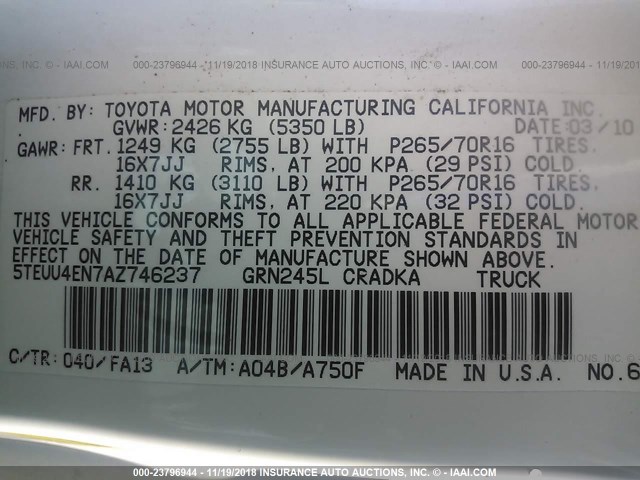 000-23796944 - 11/19/2018 INSURANCE AUTO AUCTIONS, INC. - © IAAI.COM
MFD. BY: TOYOTA MOTOR MANUFACTURING CALIFORNIA INC.
GVWR: 2426 KG (5350 LB) DATE: 03/10
GAWR: FRT. 1249 KG (2755 LB) WITH P265/70R16 TIRES.
16X7JJ RIMS, AT 200 KPA (29 PSI) COLD.
RR. 1410 KG (3110 LB) WITH P265/70R16 TIRES.
16X7JJ RIMS, AT 220 KPA (32 PSI) COLD.
THIS VEHICLE CONFORMS TO ALL APPLICABLE FEDERAL MOTOR
VEHICLE SAFETY AND THEFT PREVENTION STANDARDS IN
EFFECT ON THE DATE OF MANUFACTURE SHOWN ABOVE.
5TEUU4EN7AZ746237 GRN245L CRADKA TRUCK
C/TR: 040/FA13 A/TM: A04B/A750F MADE IN U.S.A. NO.6
000-23796944 - 11/19/2018 INSURANCE AUTO AUCTIONS, INC. - © IAAI.COM